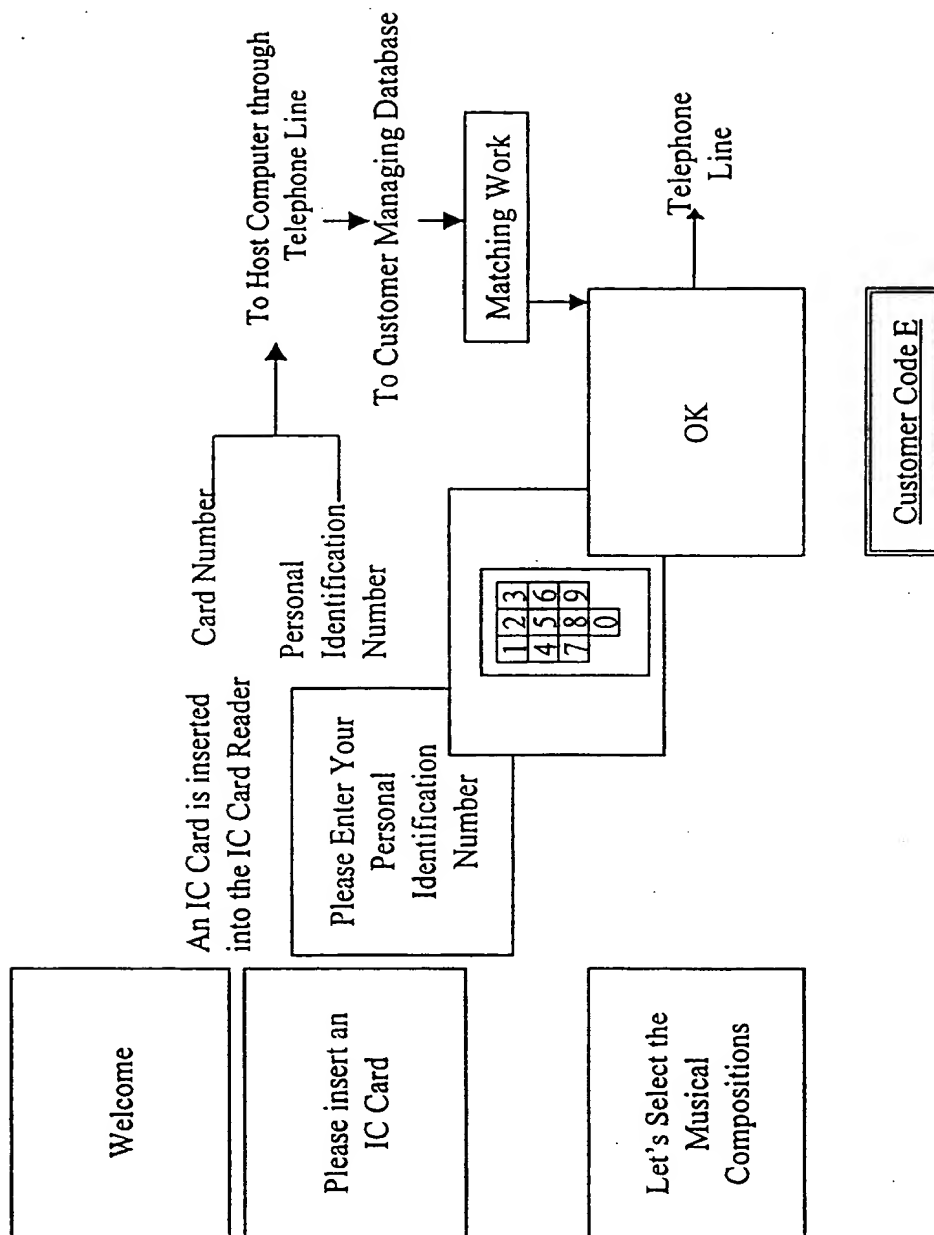 Welcome
An IC Card is inserted
into the IC Card Reader
Card Number
To Host Computer through
Telephone Line
Please insert an
IC Card
Please Enter Your
Personal
Identification
Number
Personal
Identification
Number
To Customer Managing Database
1 2 3
4 5 6
7 8 9
0
Matching Work
Let's Select the
Musical
Compositions
OK
Telephone
Line
Customer Code E